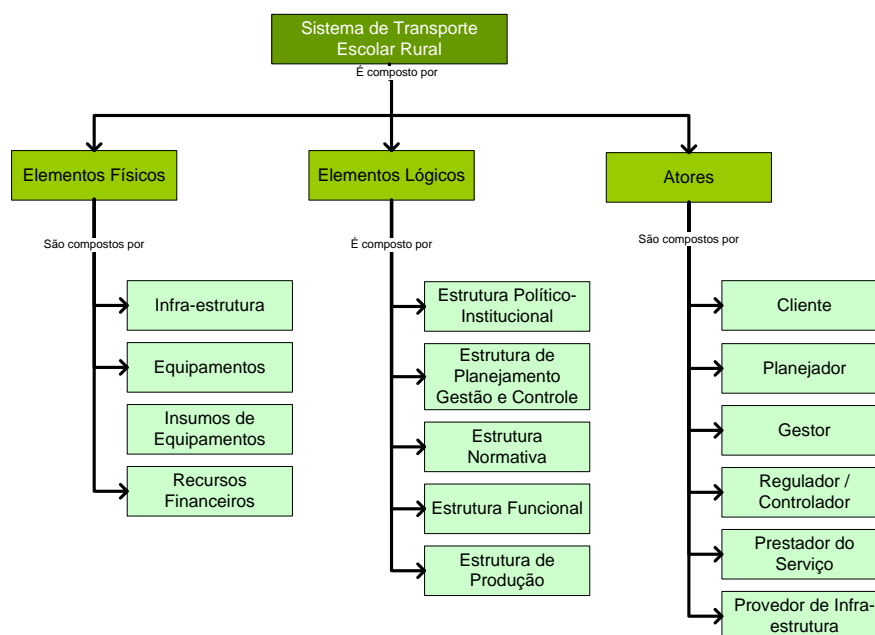 Sistema de Transporte
Escolar Rural
É composto por
Elementos Físicos
Elementos Lógicos
Atores
São compostos por
É composto por
São compostos por
Infra-estrutura
Equipamentos
Insumos de
Equipamentos
Recursos
Financeiros
Estrutura Político-
Institucional
Estrutura de
Planejamento
Gestão e Controle
Estrutura
Normativa
Estrutura Funcional
Estrutura de
Produção
Cliente
Planejador
Gestor
Regulador /
Controlador
Prestador do
Serviço
Provedor de Infra-
estrutura